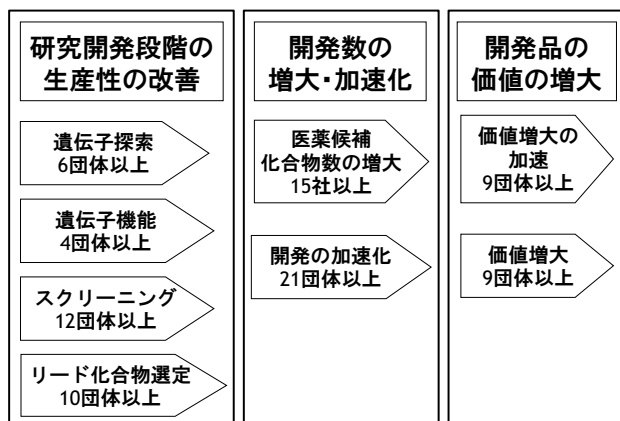 研究開発段階の
生産性の改善
遺伝子探索
6団体以上
遺伝子機能
4団体以上
スクリーニング
12団体以上
リード化合物選定
10団体以上
開発数の
増大・加速化
医薬候補
化合物数の増大
15社以上
開発の加速化
21団体以上
開発品の
価値の増大
価値増大の
加速
9団体以上
価値増大
9団体以上